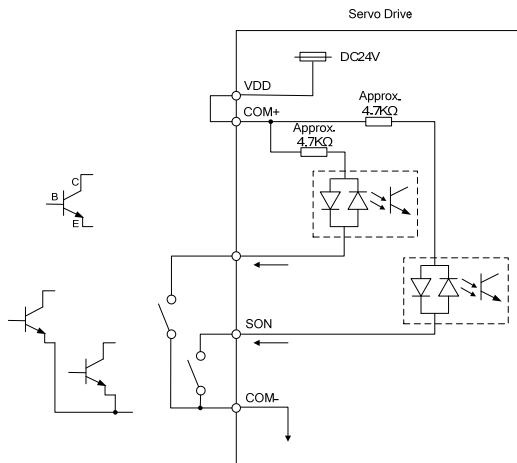 Servo Drive
DC24V
VDD
COM+
Approx.
4.7KΩ
Approx.
4.7KΩ
C
B
E
SON
COM-